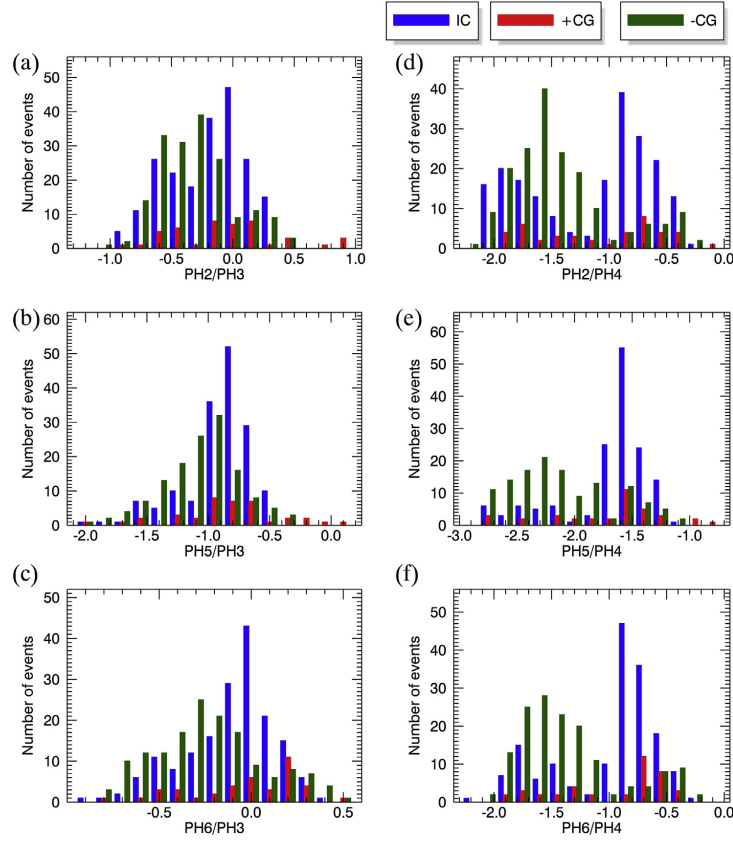 IC +CG -CG
(a)
Number of events
50
40
30
20
10
0
-1.0 -0.5 0.0 0.5 1.0
PH2/PH3
(d)
Number of events
40
30
20
10
0
-2.0 -1.5 -1.0 -0.5 0.0
PH2/PH4
(b)
Number of events
60
50
40
30
20
10
0
-2.0 -1.5 -1.0 -0.5 0.0
PH5/PH3
(e)
Number of events
60
50
40
30
20
10
0
-3.0 -2.5 -2.0 -1.5 -1.0
PH5/PH4
(c)
Number of events
50
40
30
20
10
0
-0.5 0.0 0.5
PH6/PH3
(f)
Number of events
50
40
30
20
10
0
-2.0 -1.5 -1.0 -0.5 0.0
PH6/PH4